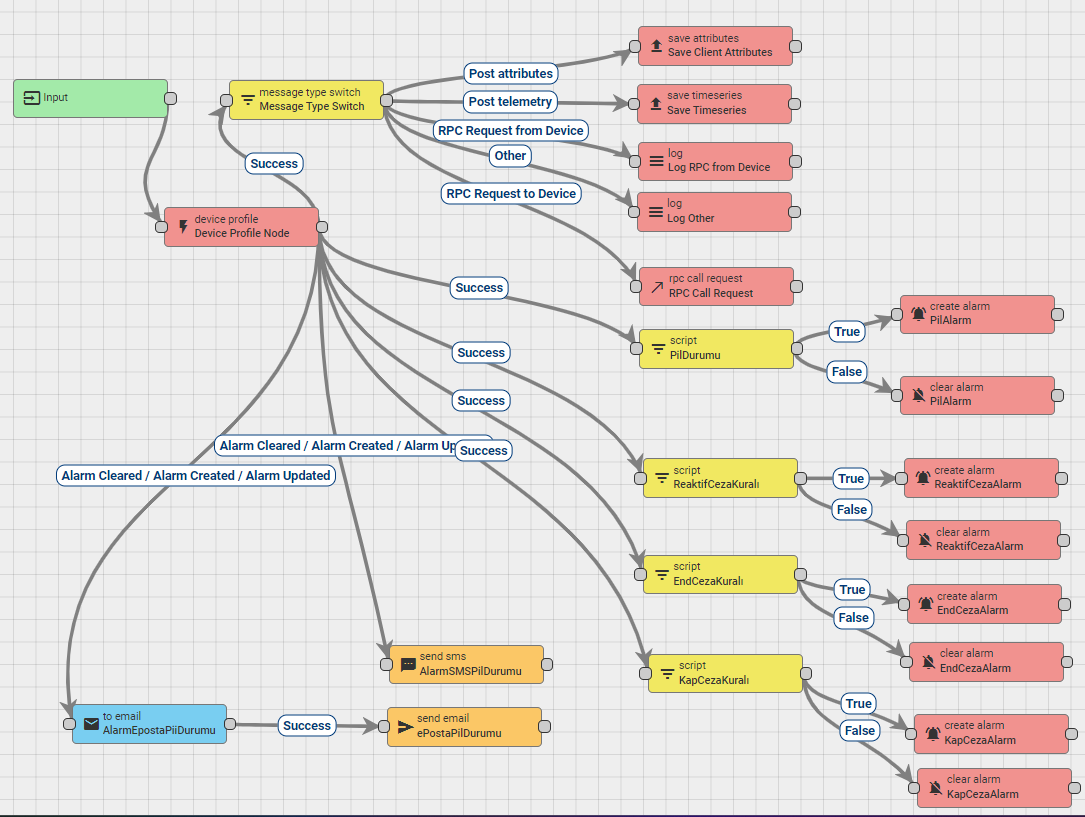 save attributes
Save Client Attributes
Post attributes
Input
message type switch
Message Type Switch
save timeseries
Save Timeseries
Post telemetry
RPC Request from Device
log
Log RPC from Device
Other
Success
RPC Request to Device
log
Log Other
device profile
Device Profile Node
rpc call request
RPC Call Request
Success
create alarm
PilAlarm
True
script
PilDurumu
Success
False
clear alarm
PilAlarm
Success
Alarm Cleared / Alarm Created / Alarm Up
Success
Alarm Cleared / Alarm Created / Alarm Updated
script
ReaktifCezaKuralı
True
create alarm
ReaktifCezaAlarm
False
clear alarm
ReaktifCezaAlarm
script
EndCezaKuralı
True
create alarm
EndCezaAlarm
False
clear alarm
EndCezaAlarm
send sms
AlarmSMSPilDurumu
script
KapCezaKuralı
True
to email
AlarmEpostaPilDurumu
Success
send email
ePostaPilDurumu
create alarm
KapCezaAlarm
False
clear alarm
KapCezaAlarm